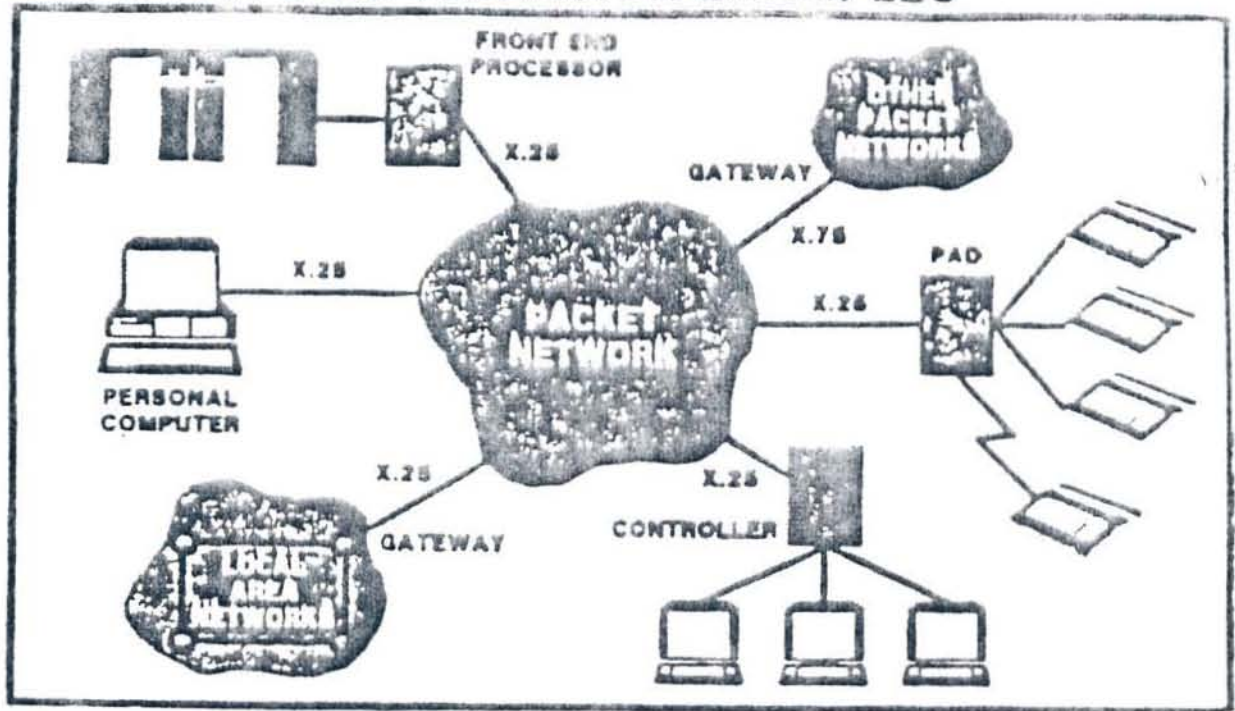 FRONT END
PROCESSOR
X.25
OTHER
PACKET
NETWORKS
GATEWAY
X.75
X.25
PAD
X.25
PACKET
NETWORK
PERSONAL
COMPUTER
X.25
X.25
GATEWAY
CONTROLLER
LOCAL
AREA
NETWORKS